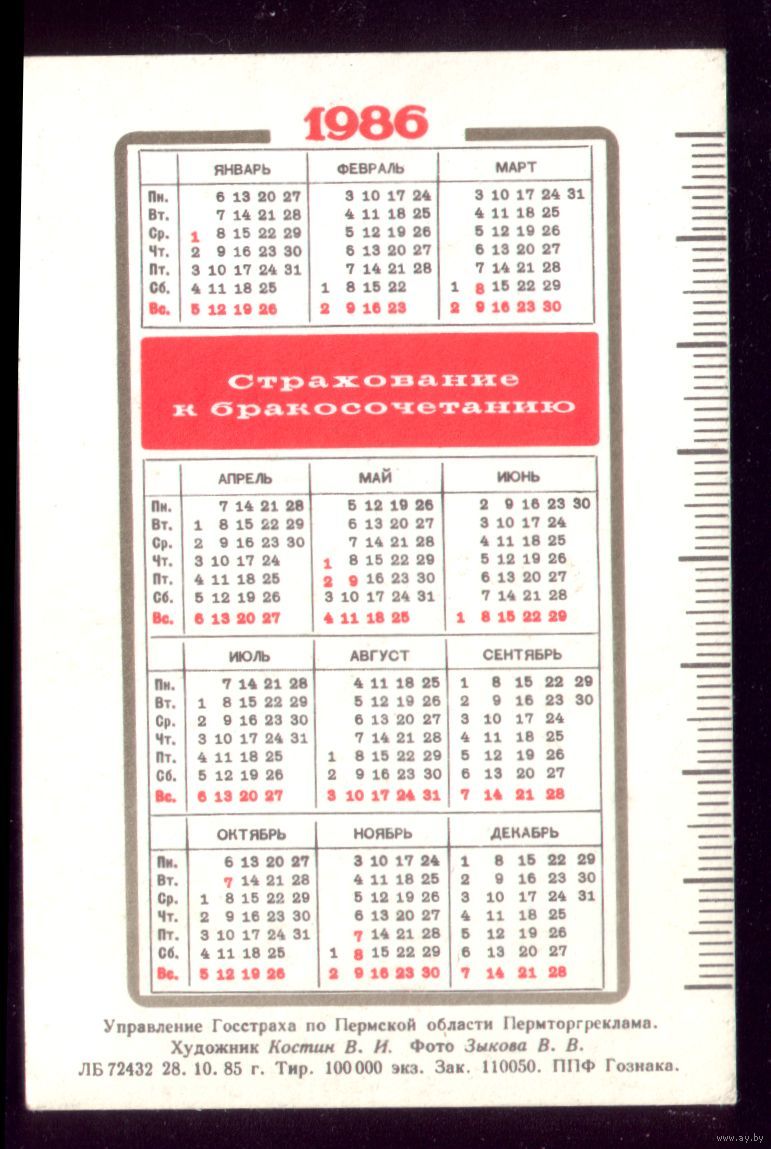 1986
ЯНВАРЬ ФЕВРАЛЬ МАРТ
Пн. 6 13 20 27 3 10 17 24 3 10 17 24 31
Вт. 7 14 21 28 4 11 18 25 4 11 18 25
Ср. 1 8 15 22 29 5 12 19 26 5 12 19 26
Чт. 2 9 16 23 30 6 13 20 27 6 13 20 27
Пт. 3 10 17 24 31 7 14 21 28 7 14 21 28
Сб. 4 11 18 25 1 8 15 22 1 8 15 22 29
Вс. 5 12 19 26 2 9 16 23 2 9 16 23 30
Страхование
к бракосочетанию
АПРЕЛЬ МАЙ ИЮНЬ
Пн. 7 14 21 28 5 12 19 26 2 9 16 23 30
Вт. 1 8 15 22 29 6 13 20 27 3 10 17 24
Ср. 2 9 16 23 30 7 14 21 28 4 11 18 25
Чт. 3 10 17 24 1 8 15 22 29 5 12 19 26
Пт. 4 11 18 25 2 9 16 23 30 6 13 20 27
Сб. 5 12 19 26 3 10 17 24 31 7 14 21 28
Вс. 6 13 20 27 4 11 18 25 1 8 15 22 29
ИЮЛЬ АВГУСТ СЕНТЯБРЬ
Пн. 7 14 21 28 4 11 18 25 1 8 15 22 29
Вт. 1 8 15 22 29 5 12 19 26 2 9 16 23 30
Ср. 2 9 16 23 30 6 13 20 27 3 10 17 24
Чт. 3 10 17 24 31 7 14 21 28 4 11 18 25
Пт. 4 11 18 25 1 8 15 22 29 5 12 19 26
Сб. 5 12 19 26 2 9 16 23 30 6 13 20 27
Вс. 6 13 20 27 3 10 17 24 31 7 14 21 28
ОКТЯБРЬ НОЯБРЬ ДЕКАБРЬ
Пн. 6 13 20 27 3 10 17 24 1 8 15 22 29
Вт. 7 14 21 28 4 11 18 25 2 9 16 23 30
Ср. 1 8 15 22 29 5 12 19 26 3 10 17 24 31
Чт. 2 9 16 23 30 6 13 20 27 4 11 18 25
Пт. 3 10 17 24 31 7 14 21 28 5 12 19 26
Сб. 4 11 18 25 1 8 15 22 29 6 13 20 27
Вс. 5 12 19 26 2 9 16 23 30 7 14 21 28
Управление Госстраха по Пермской области Пермторгреклама.
Художник Костин В. И. Фото Зыкова В. В.
ЛБ 72432 28. 10. 85 г. Тир. 100 000 экз. Зак. 110050. ППФ Гознака.
www.ay.by